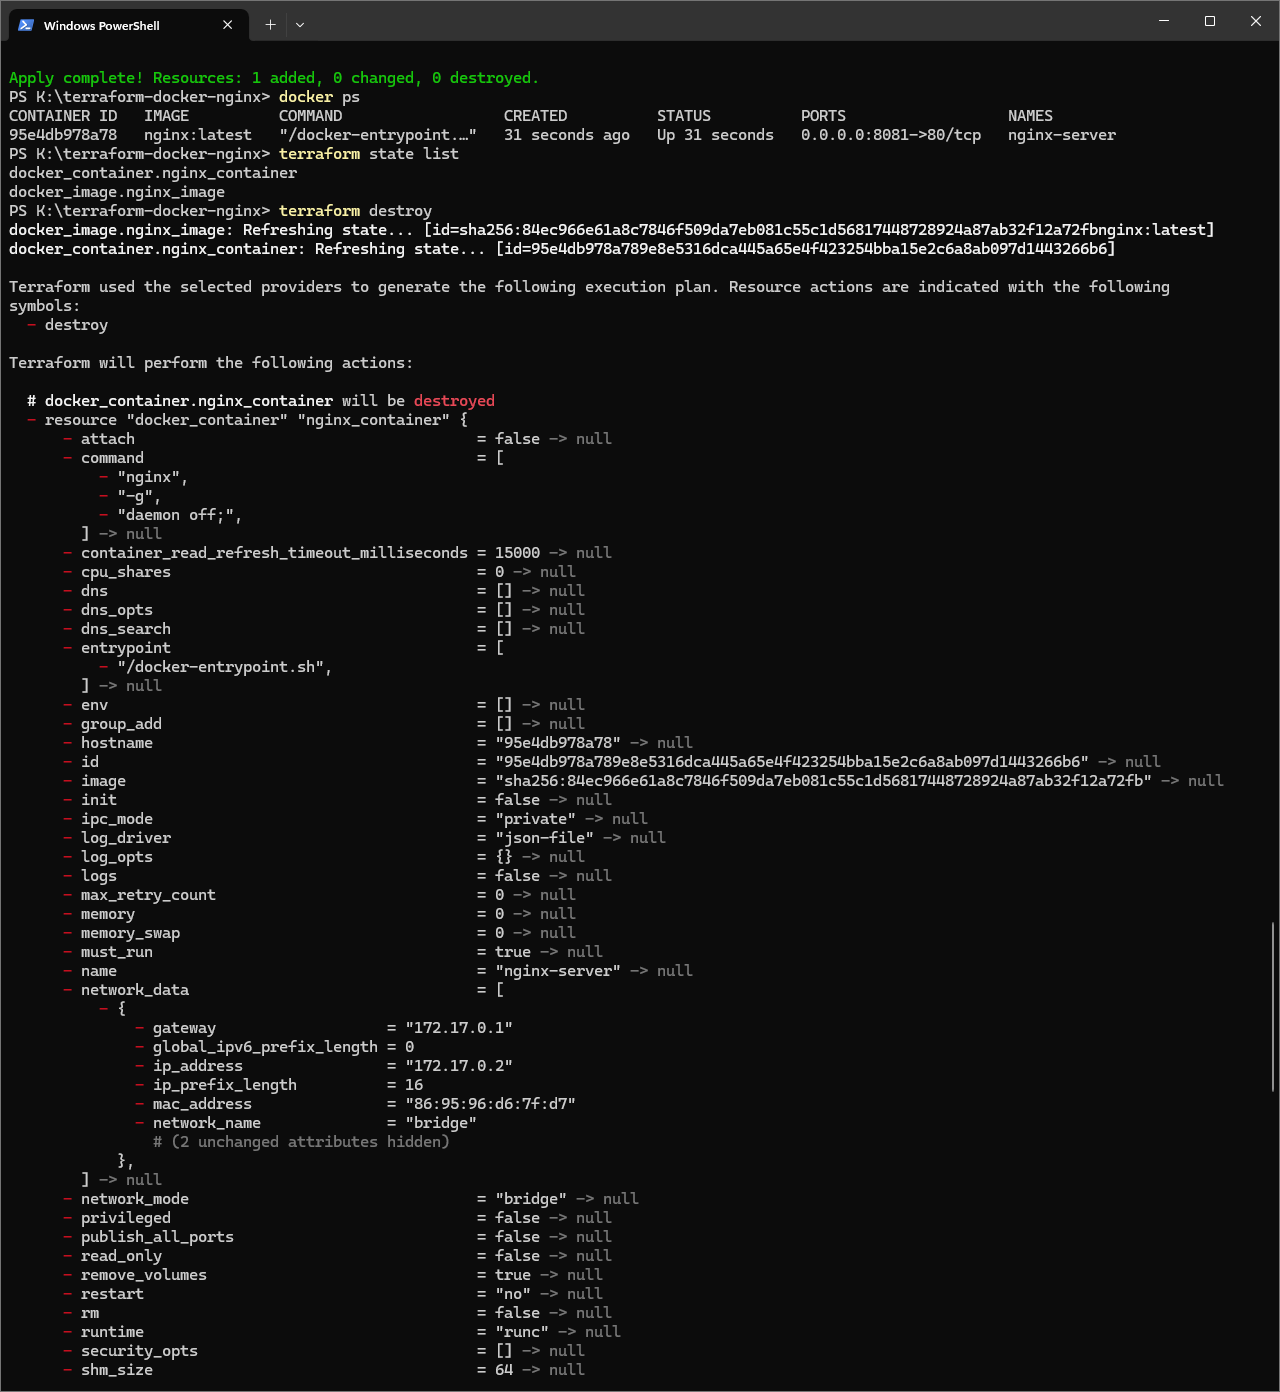 Windows PowerShell
Apply complete! Resources: 1 added, 0 changed, 0 destroyed.
PS K:\terraform-docker-nginx> docker ps
CONTAINER ID   IMAGE          COMMAND                  CREATED          STATUS          PORTS                  NAMES
95e4db978a78   nginx:latest   "/docker-entrypoint.…"   31 seconds ago   Up 31 seconds   0.0.0.0:8081->80/tcp   nginx-server
PS K:\terraform-docker-nginx> terraform state list
docker_container.nginx_container
docker_image.nginx_image
PS K:\terraform-docker-nginx> terraform destroy
docker_image.nginx_image: Refreshing state... [id=sha256:84ec966e61a8c7846f509da7eb081c55c1d56817448728924a87ab32f12a72fbnginx:latest]
docker_container.nginx_container: Refreshing state... [id=95e4db978a789e8e5316dca445a65e4f423254bba15e2c6a8ab097d1443266b6]
Terraform used the selected providers to generate the following execution plan. Resource actions are indicated with the following
symbols:
  - destroy
Terraform will perform the following actions:
  # docker_container.nginx_container will be destroyed
  - resource "docker_container" "nginx_container" {
      - attach                                      = false -> null
      - command                                     = [
          - "nginx",
          - "-g",
          - "daemon off;",
        ] -> null
      - container_read_refresh_timeout_milliseconds = 15000 -> null
      - cpu_shares                                  = 0 -> null
      - dns                                         = [] -> null
      - dns_opts                                    = [] -> null
      - dns_search                                  = [] -> null
      - entrypoint                                  = [
          - "/docker-entrypoint.sh",
        ] -> null
      - env                                         = [] -> null
      - group_add                                   = [] -> null
      - hostname                                    = "95e4db978a78" -> null
      - id                                          = "95e4db978a789e8e5316dca445a65e4f423254bba15e2c6a8ab097d1443266b6" -> null
      - image                                       = "sha256:84ec966e61a8c7846f509da7eb081c55c1d56817448728924a87ab32f12a72fb" -> null
      - init                                        = false -> null
      - ipc_mode                                    = "private" -> null
      - log_driver                                  = "json-file" -> null
      - log_opts                                    = {} -> null
      - logs                                        = false -> null
      - max_retry_count                             = 0 -> null
      - memory                                      = 0 -> null
      - memory_swap                                 = 0 -> null
      - must_run                                    = true -> null
      - name                                        = "nginx-server" -> null
      - network_data                                = [
          - {
              - gateway                   = "172.17.0.1"
              - global_ipv6_prefix_length = 0
              - ip_address                = "172.17.0.2"
              - ip_prefix_length          = 16
              - mac_address               = "86:95:96:d6:7f:d7"
              - network_name              = "bridge"
                # (2 unchanged attributes hidden)
            },
        ] -> null
      - network_mode                                = "bridge" -> null
      - privileged                                  = false -> null
      - publish_all_ports                           = false -> null
      - read_only                                   = false -> null
      - remove_volumes                              = true -> null
      - restart                                     = "no" -> null
      - rm                                          = false -> null
      - runtime                                     = "runc" -> null
      - security_opts                               = [] -> null
      - shm_size                                    = 64 -> null